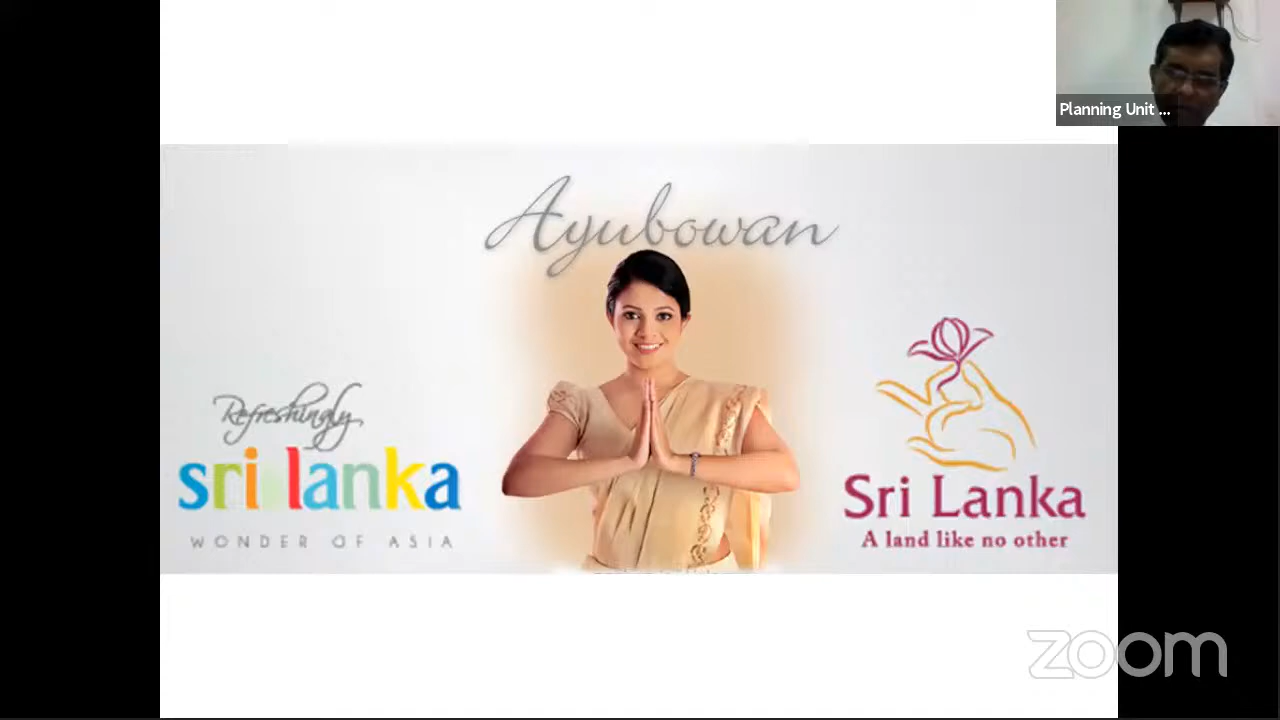 Planning Unit ...
Ayubowan
Refreshingly
sri lanka
WONDER OF ASIA
Sri Lanka
A land like no other
zoom